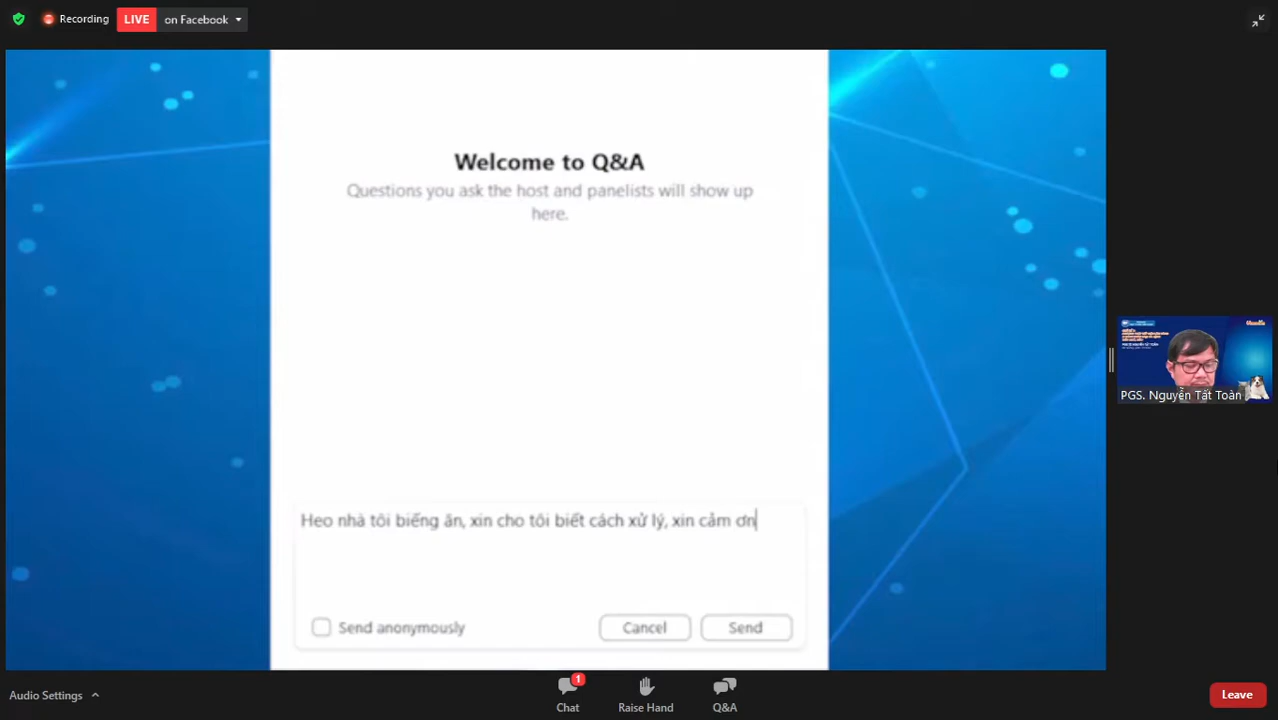 Recording
LIVE
on Facebook
Welcome to Q&A
Questions you ask the host and panelists will show up
here.
Heo nhà tôi biếng ăn, xin cho tôi biết cách xử lý, xin cảm ơn
Send anonymously
Cancel
Send
PGS. Nguyễn Tất Toàn
Audio Settings
1
Chat
Raise Hand
Q&A
Leave